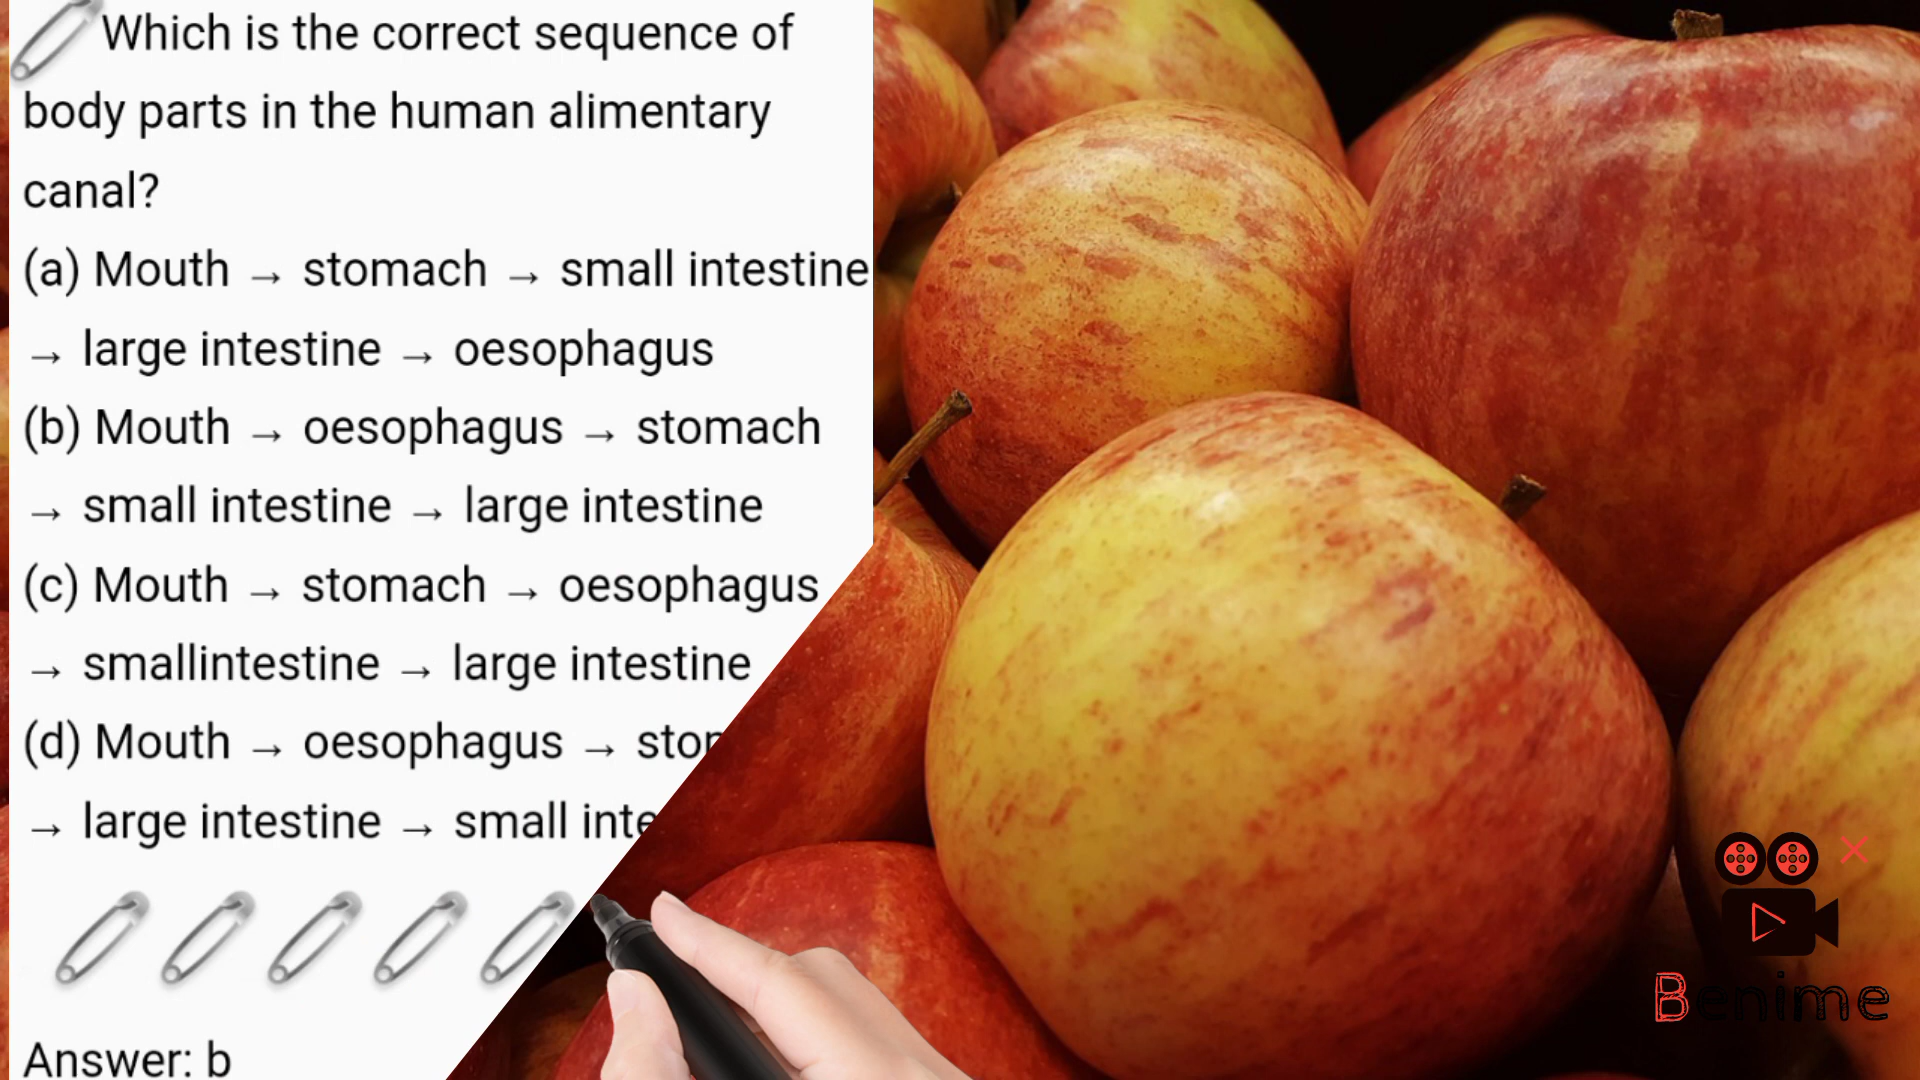 Which is the correct sequence of
body parts in the human alimentary
canal?
(a) Mouth → stomach → small intestine
→ large intestine → oesophagus
(b) Mouth → oesophagus → stomach
→ small intestine → large intestine
(c) Mouth → stomach → oesophagus
→ smallintestine → large intestine
(d) Mouth → oesophagus →
→ large intestine → small
Answer: b
Benime